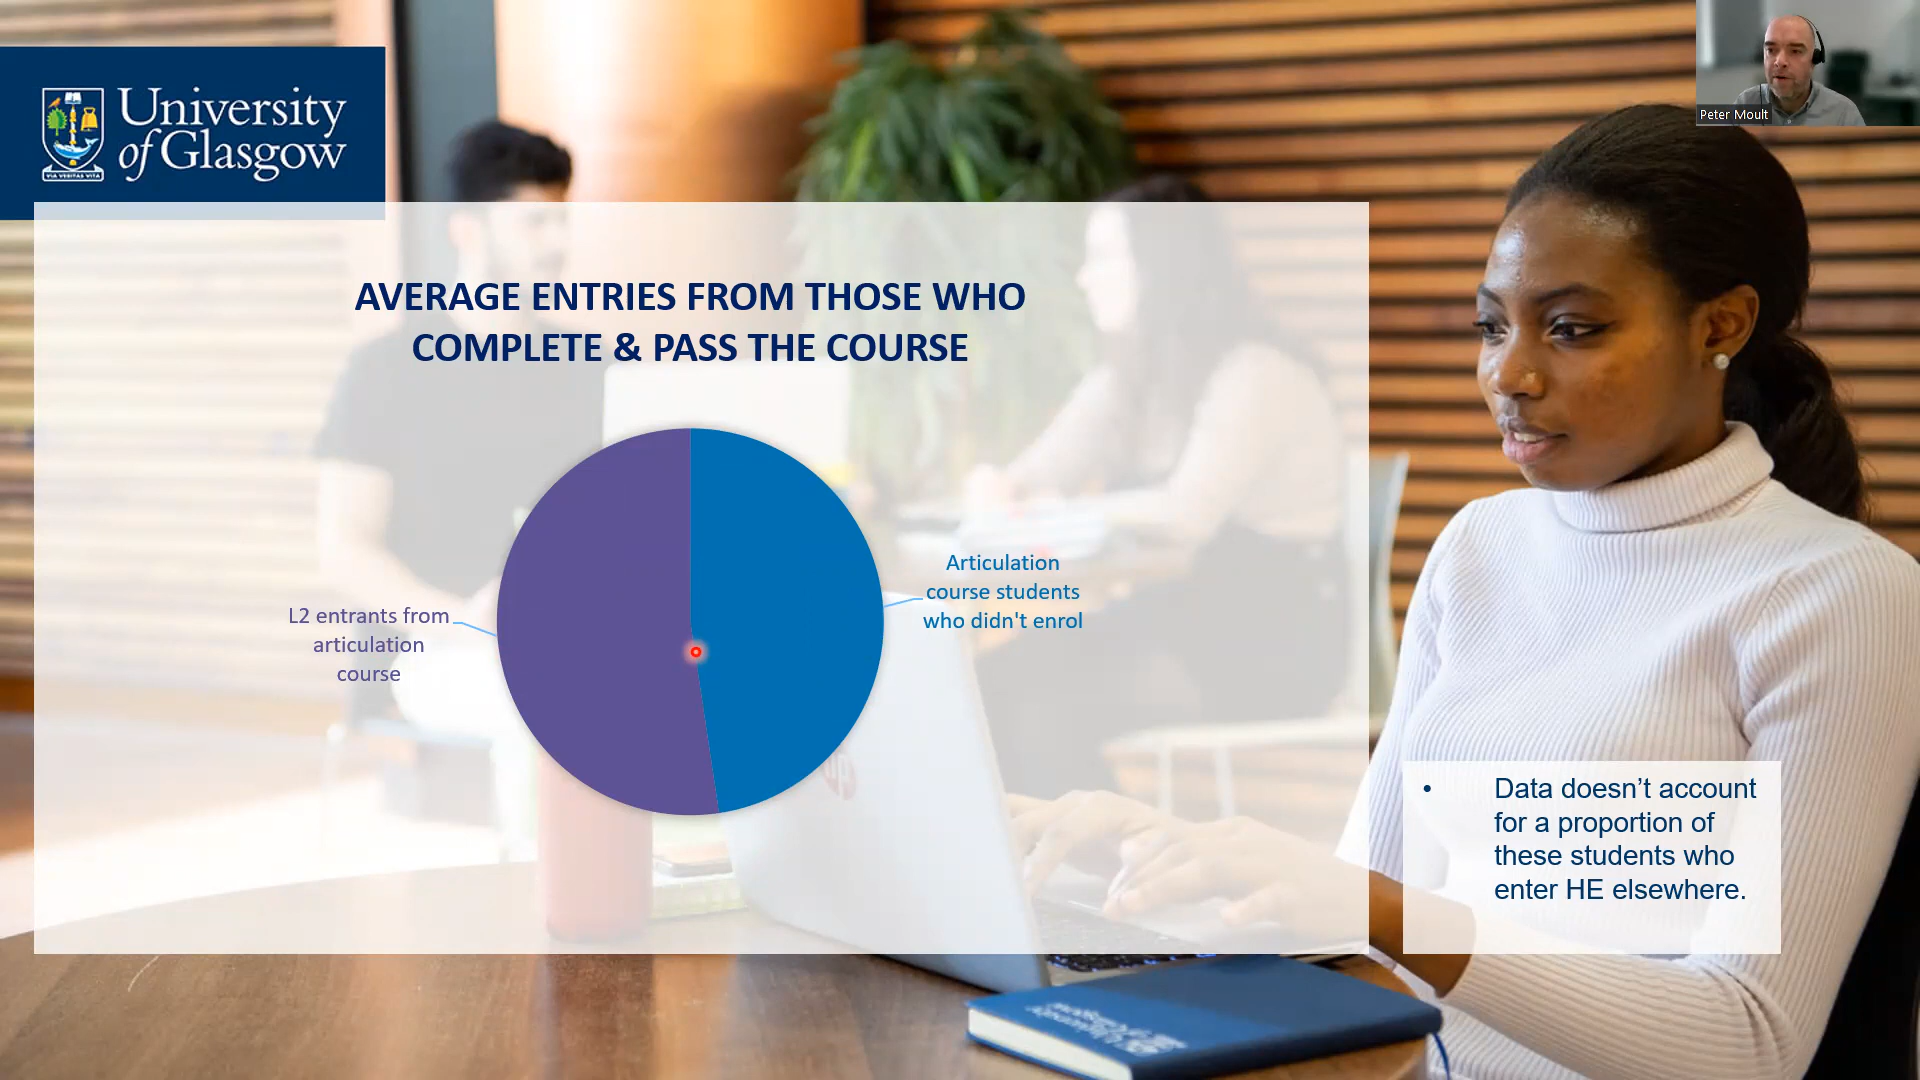 University
of Glasgow
VIA VERITAS VITA
Peter Moult
AVERAGE ENTRIES FROM THOSE WHO
COMPLETE & PASS THE COURSE
Articulation
course students
who didn't enrol
L2 entrants from
articulation
course
• Data doesn’t account
for a proportion of
these students who
enter HE elsewhere.